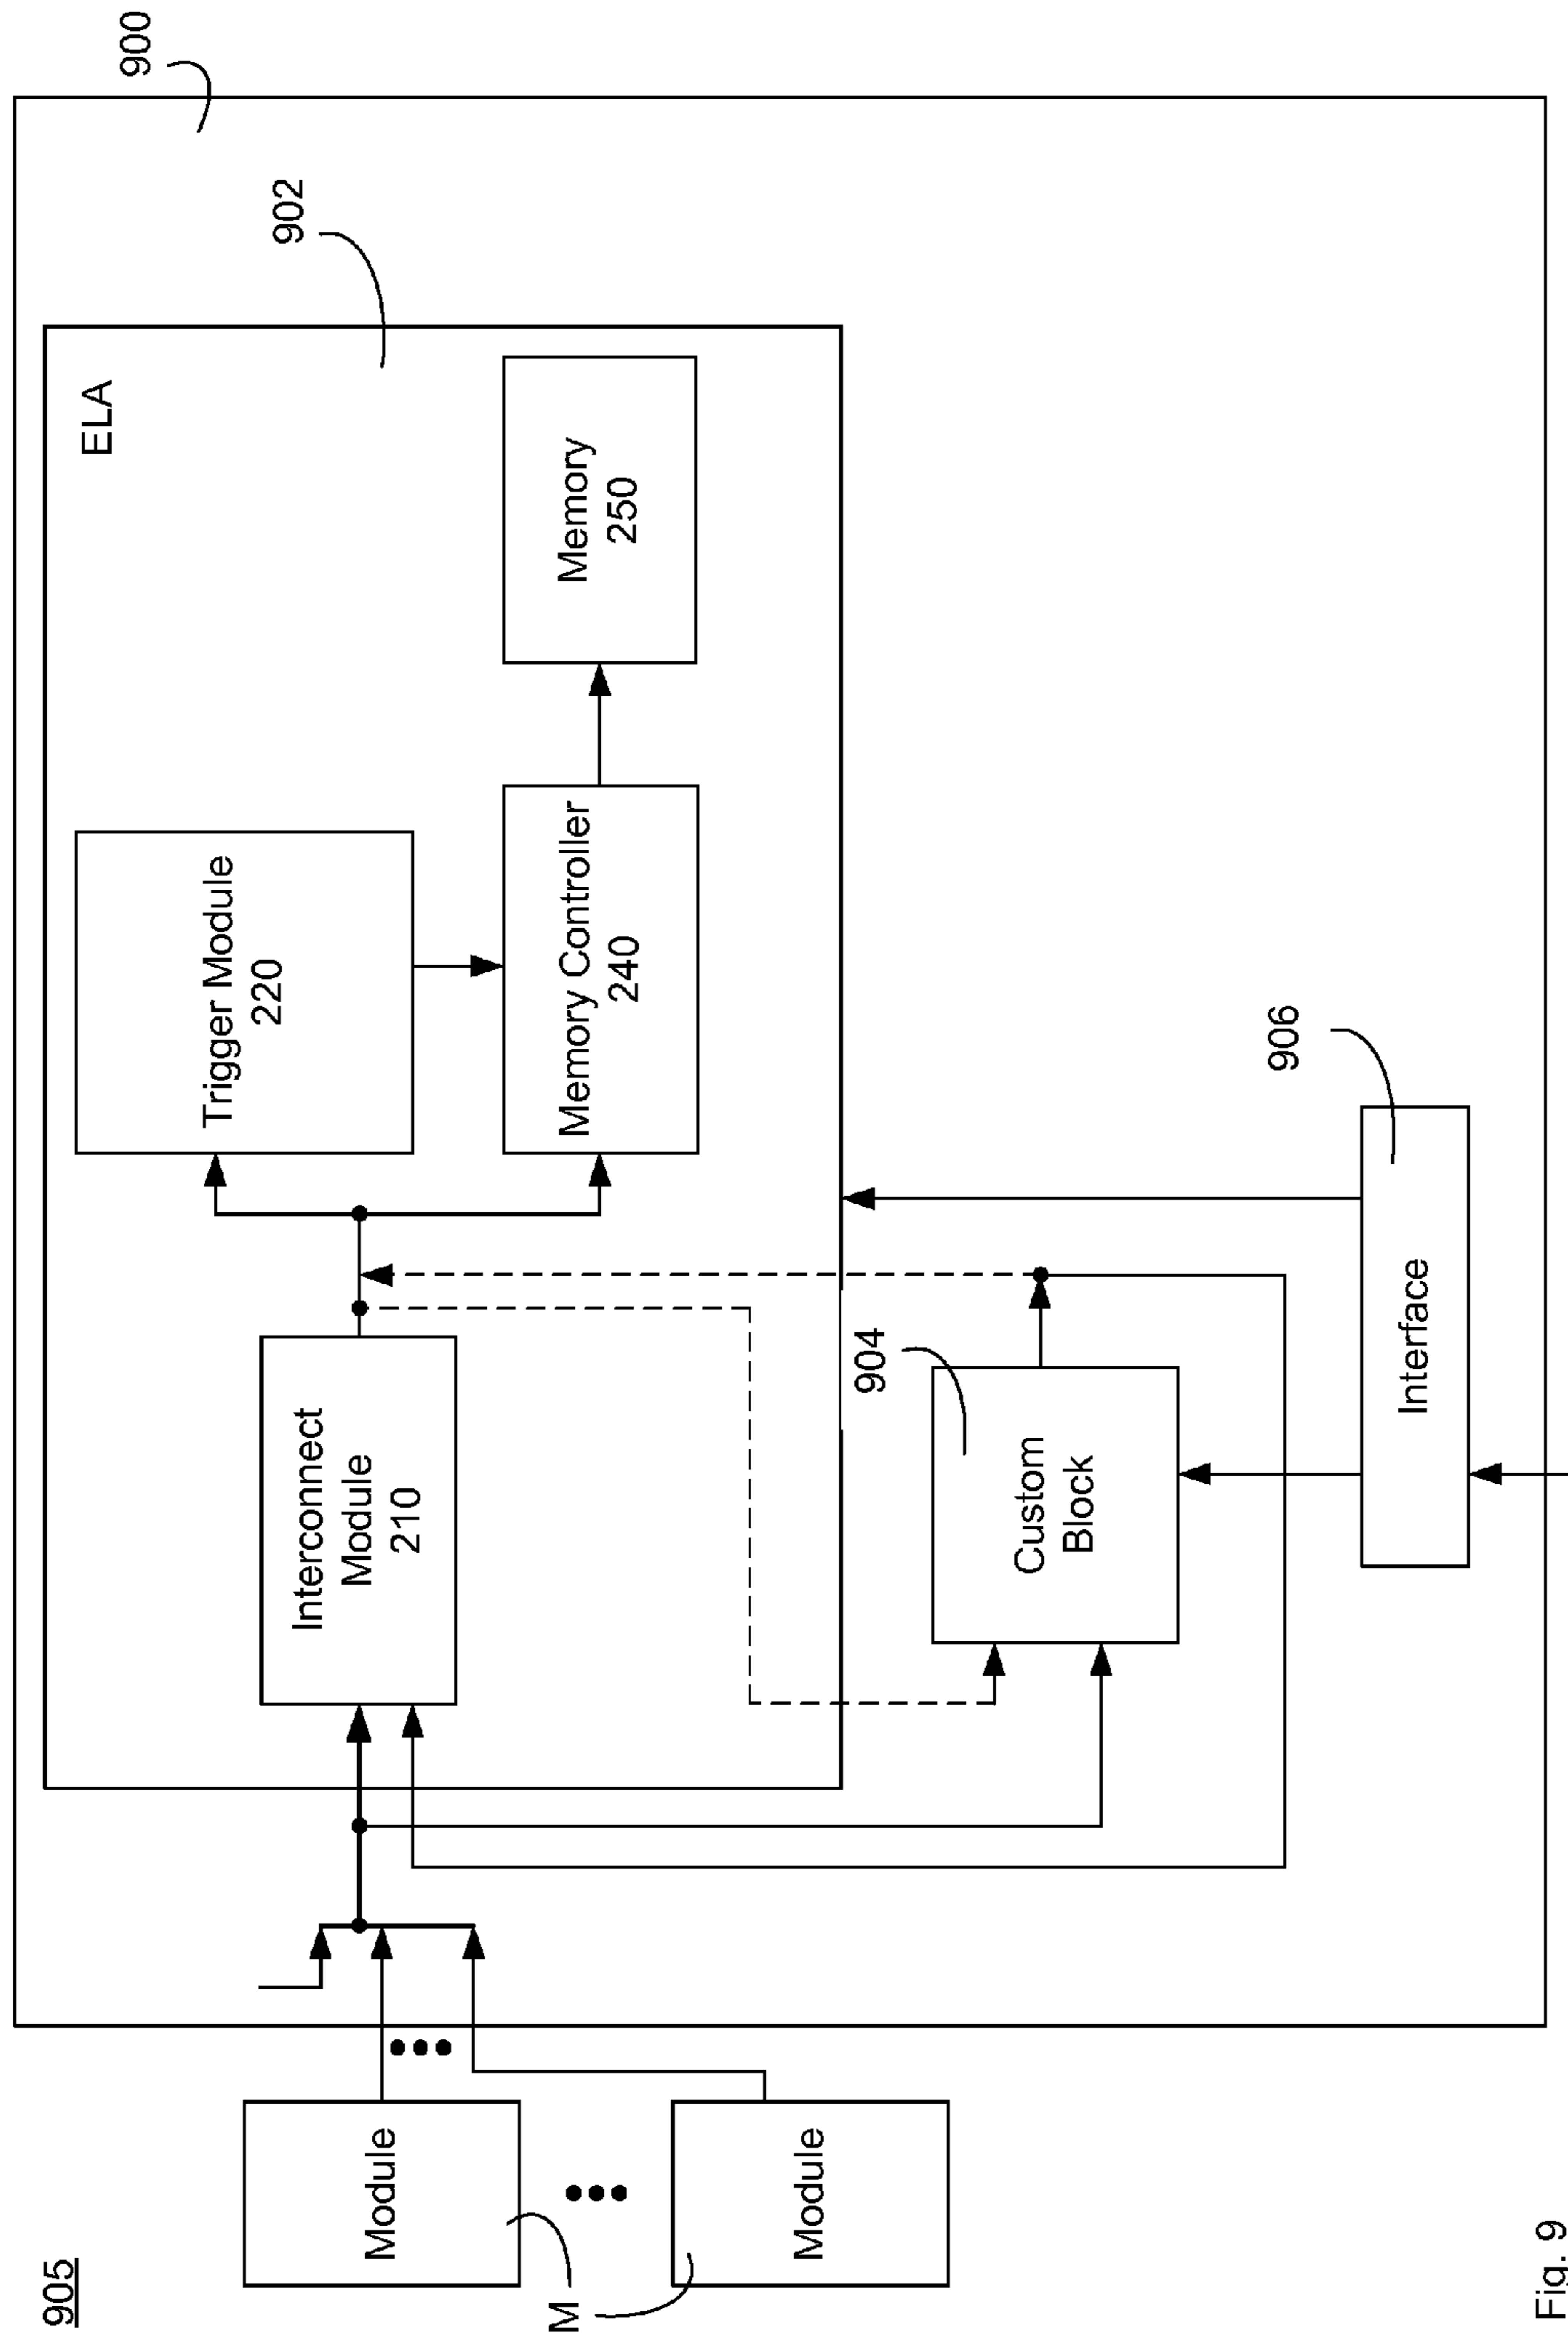 905
900
902
ELA
Trigger Module
220
Interconnect
Module
210
Memory Controller
240
Memory
250
Module
M
Module
904
Custom
Block
906
Interface
Fig. 9